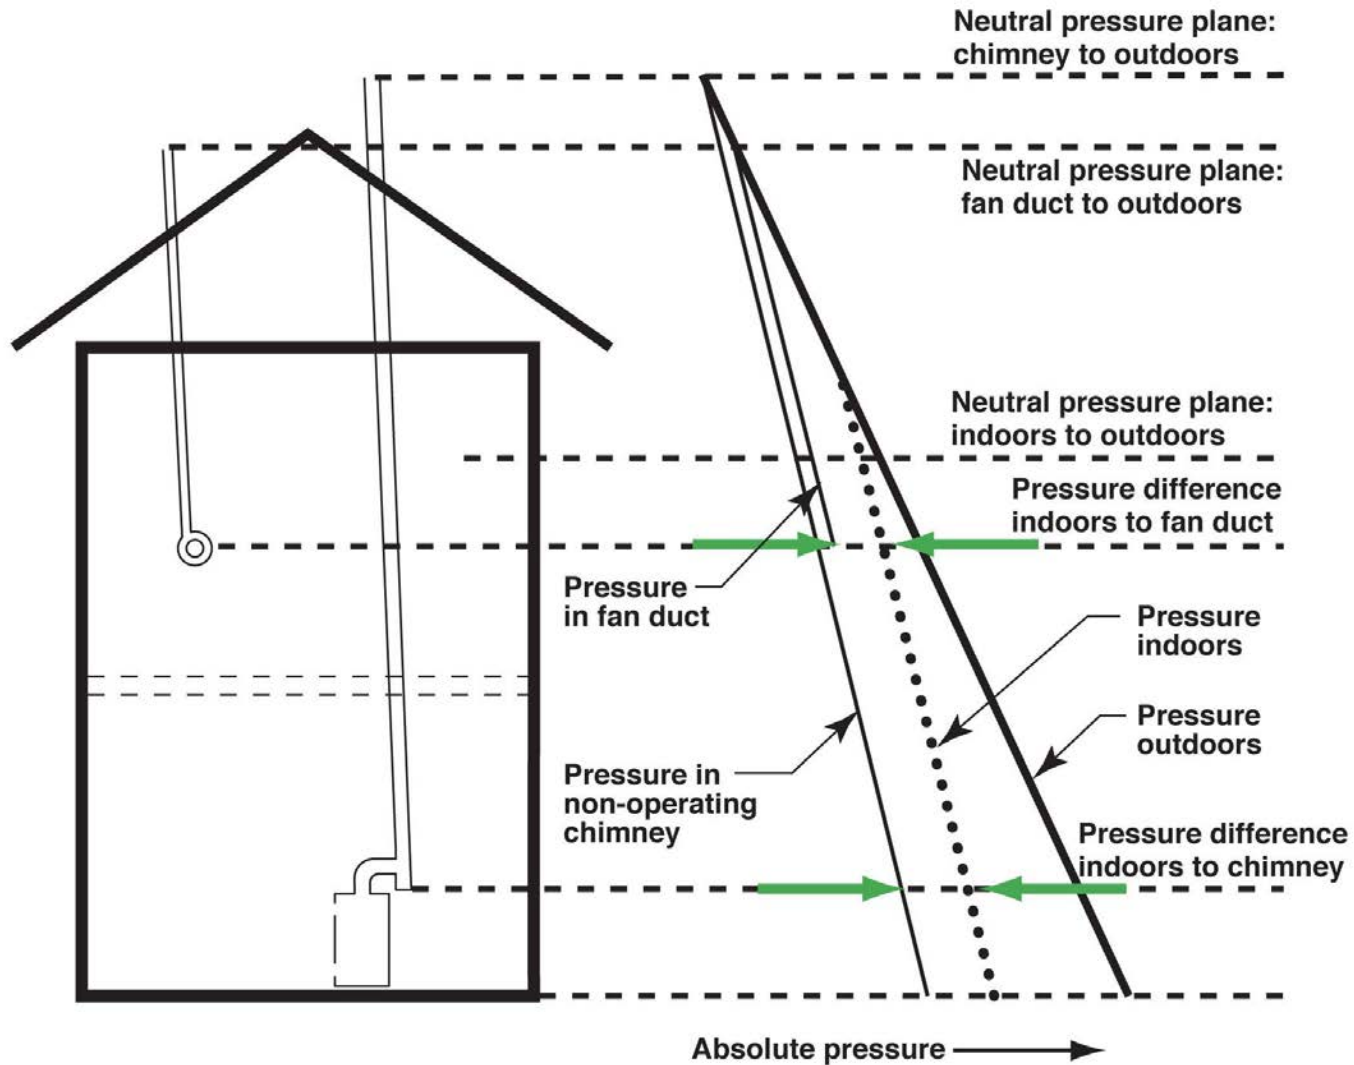 Neutral pressure plane:
chimney to outdoors
Neutral pressure plane:
fan duct to outdoors
Neutral pressure plane:
indoors to outdoors
Pressure difference
indoors to fan duct
Pressure
in fan duct
Pressure
indoors
Pressure
outdoors
Pressure in
non-operating
chimney
Pressure difference
indoors to chimney
Absolute pressure